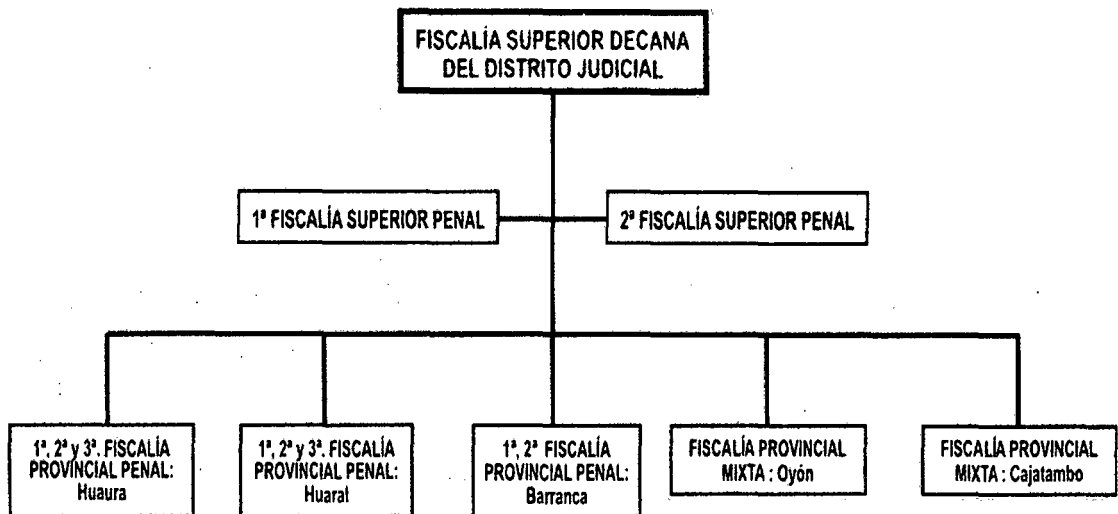 FISCALÍA SUPERIOR DECANA
DEL DISTRITO JUDICIAL
1ª FISCALÍA SUPERIOR PENAL
2ª FISCALÍA SUPERIOR PENAL
1ª, 2ª y 3ª. FISCALÍA
PROVINCIAL PENAL:
Huaura
1ª, 2ª y 3ª. FISCALÍA
PROVINCIAL PENAL:
Huaral
1ª, 2ª FISCALÍA
PROVINCIAL PENAL:
Barranca
FISCALÍA PROVINCIAL
MIXTA : Oyón
FISCALÍA PROVINCIAL
MIXTA : Cajatambo